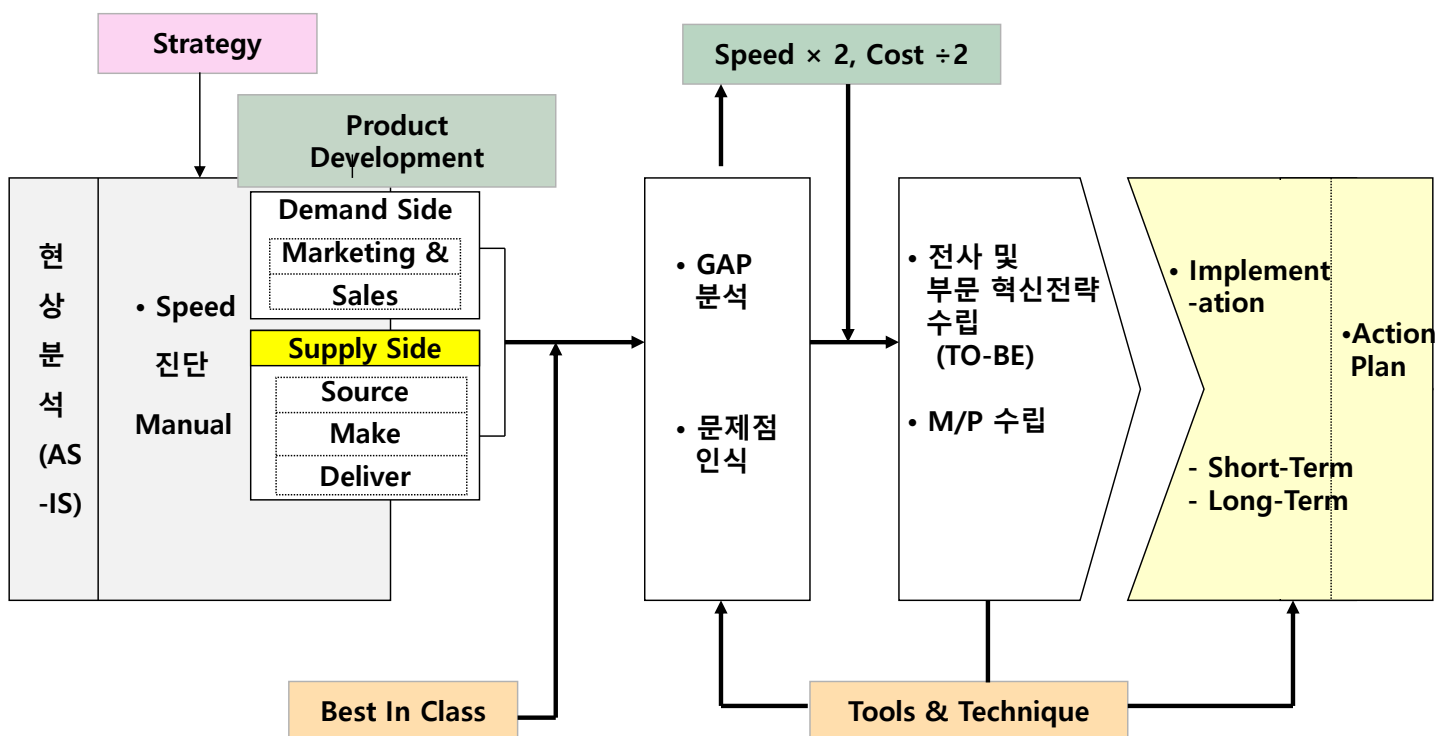 Strategy
Speed × 2, Cost ÷2
Product
Development
현
상
분
석
(AS
-IS)
• Speed
진단
Manual
Demand Side
Marketing &
Sales
Supply Side
Source
Make
Deliver
• GAP
분석
• 문제점
인식
• 전사 및
부문 혁신전략
수립
(TO-BE)
• M/P 수립
• Implement
-ation
- Short-Term
- Long-Term
•Action
Plan
Best In Class
Tools & Technique